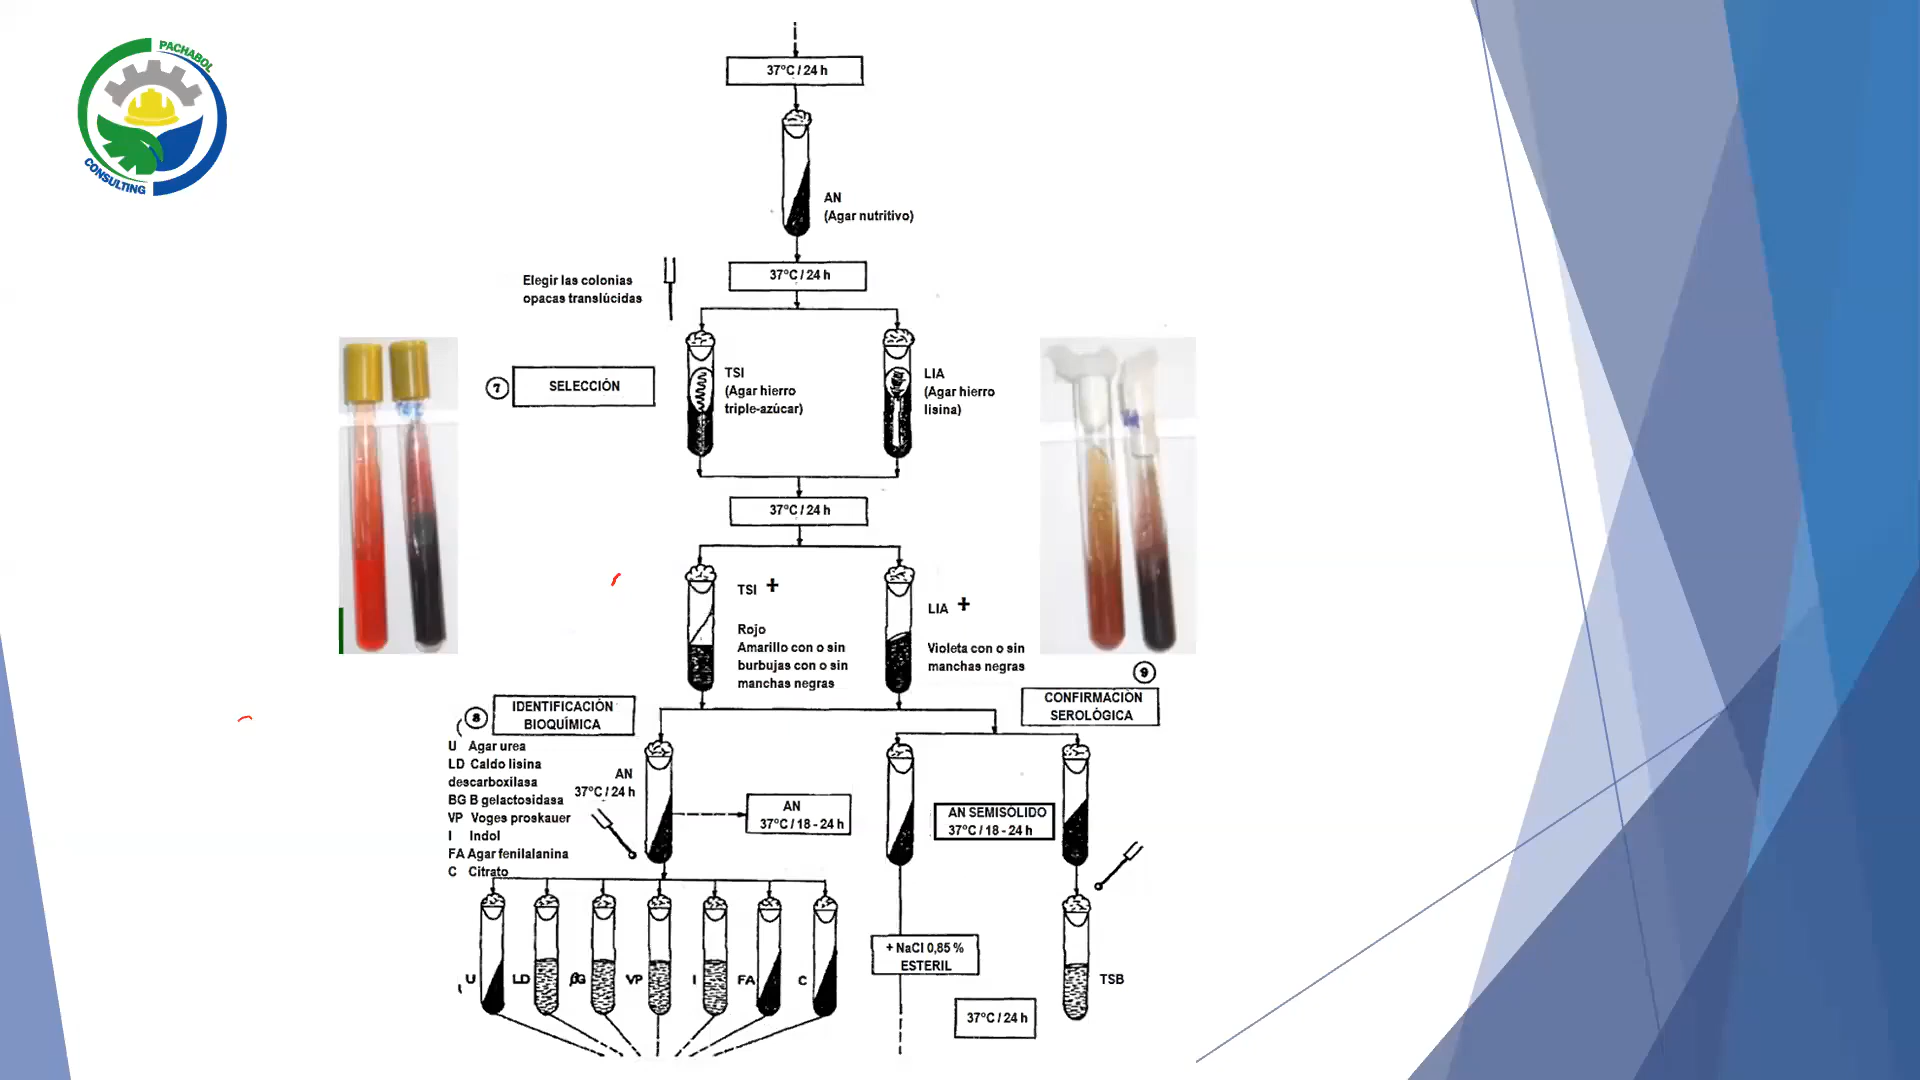 PACHABOL
CONSULTING
37°C / 24 h
AN
(Agar nutritivo)
37°C / 24 h
Elegir las colonias
opacas translúcidas
7
SELECCIÓN
TSI
(Agar hierro
triple-azúcar)
LIA
(Agar hierro
lisina)
37°C / 24 h
TSI +
Rojo
Amarillo con o sin
burbujas con o sin
manchas negras
LIA +
Violeta con o sin
manchas negras
8
IDENTIFICACIÓN
BIOQUÍMICA
9
CONFIRMACIÓN
SEROLÓGICA
U Agar urea
LD Caldo lisina
descarboxilasa
BG B gelactosidasa
VP Voges proskauer
I Indol
FA Agar fenilalanina
C Citrato
AN
37°C / 24 h
AN
37°C / 18 - 24 h
AN SEMISÓLIDO
37°C / 18 - 24 h
U
LD
βG
VP
I
FA
C
+ NaCl 0,85 %
ESTERIL
TSB
37°C / 24 h